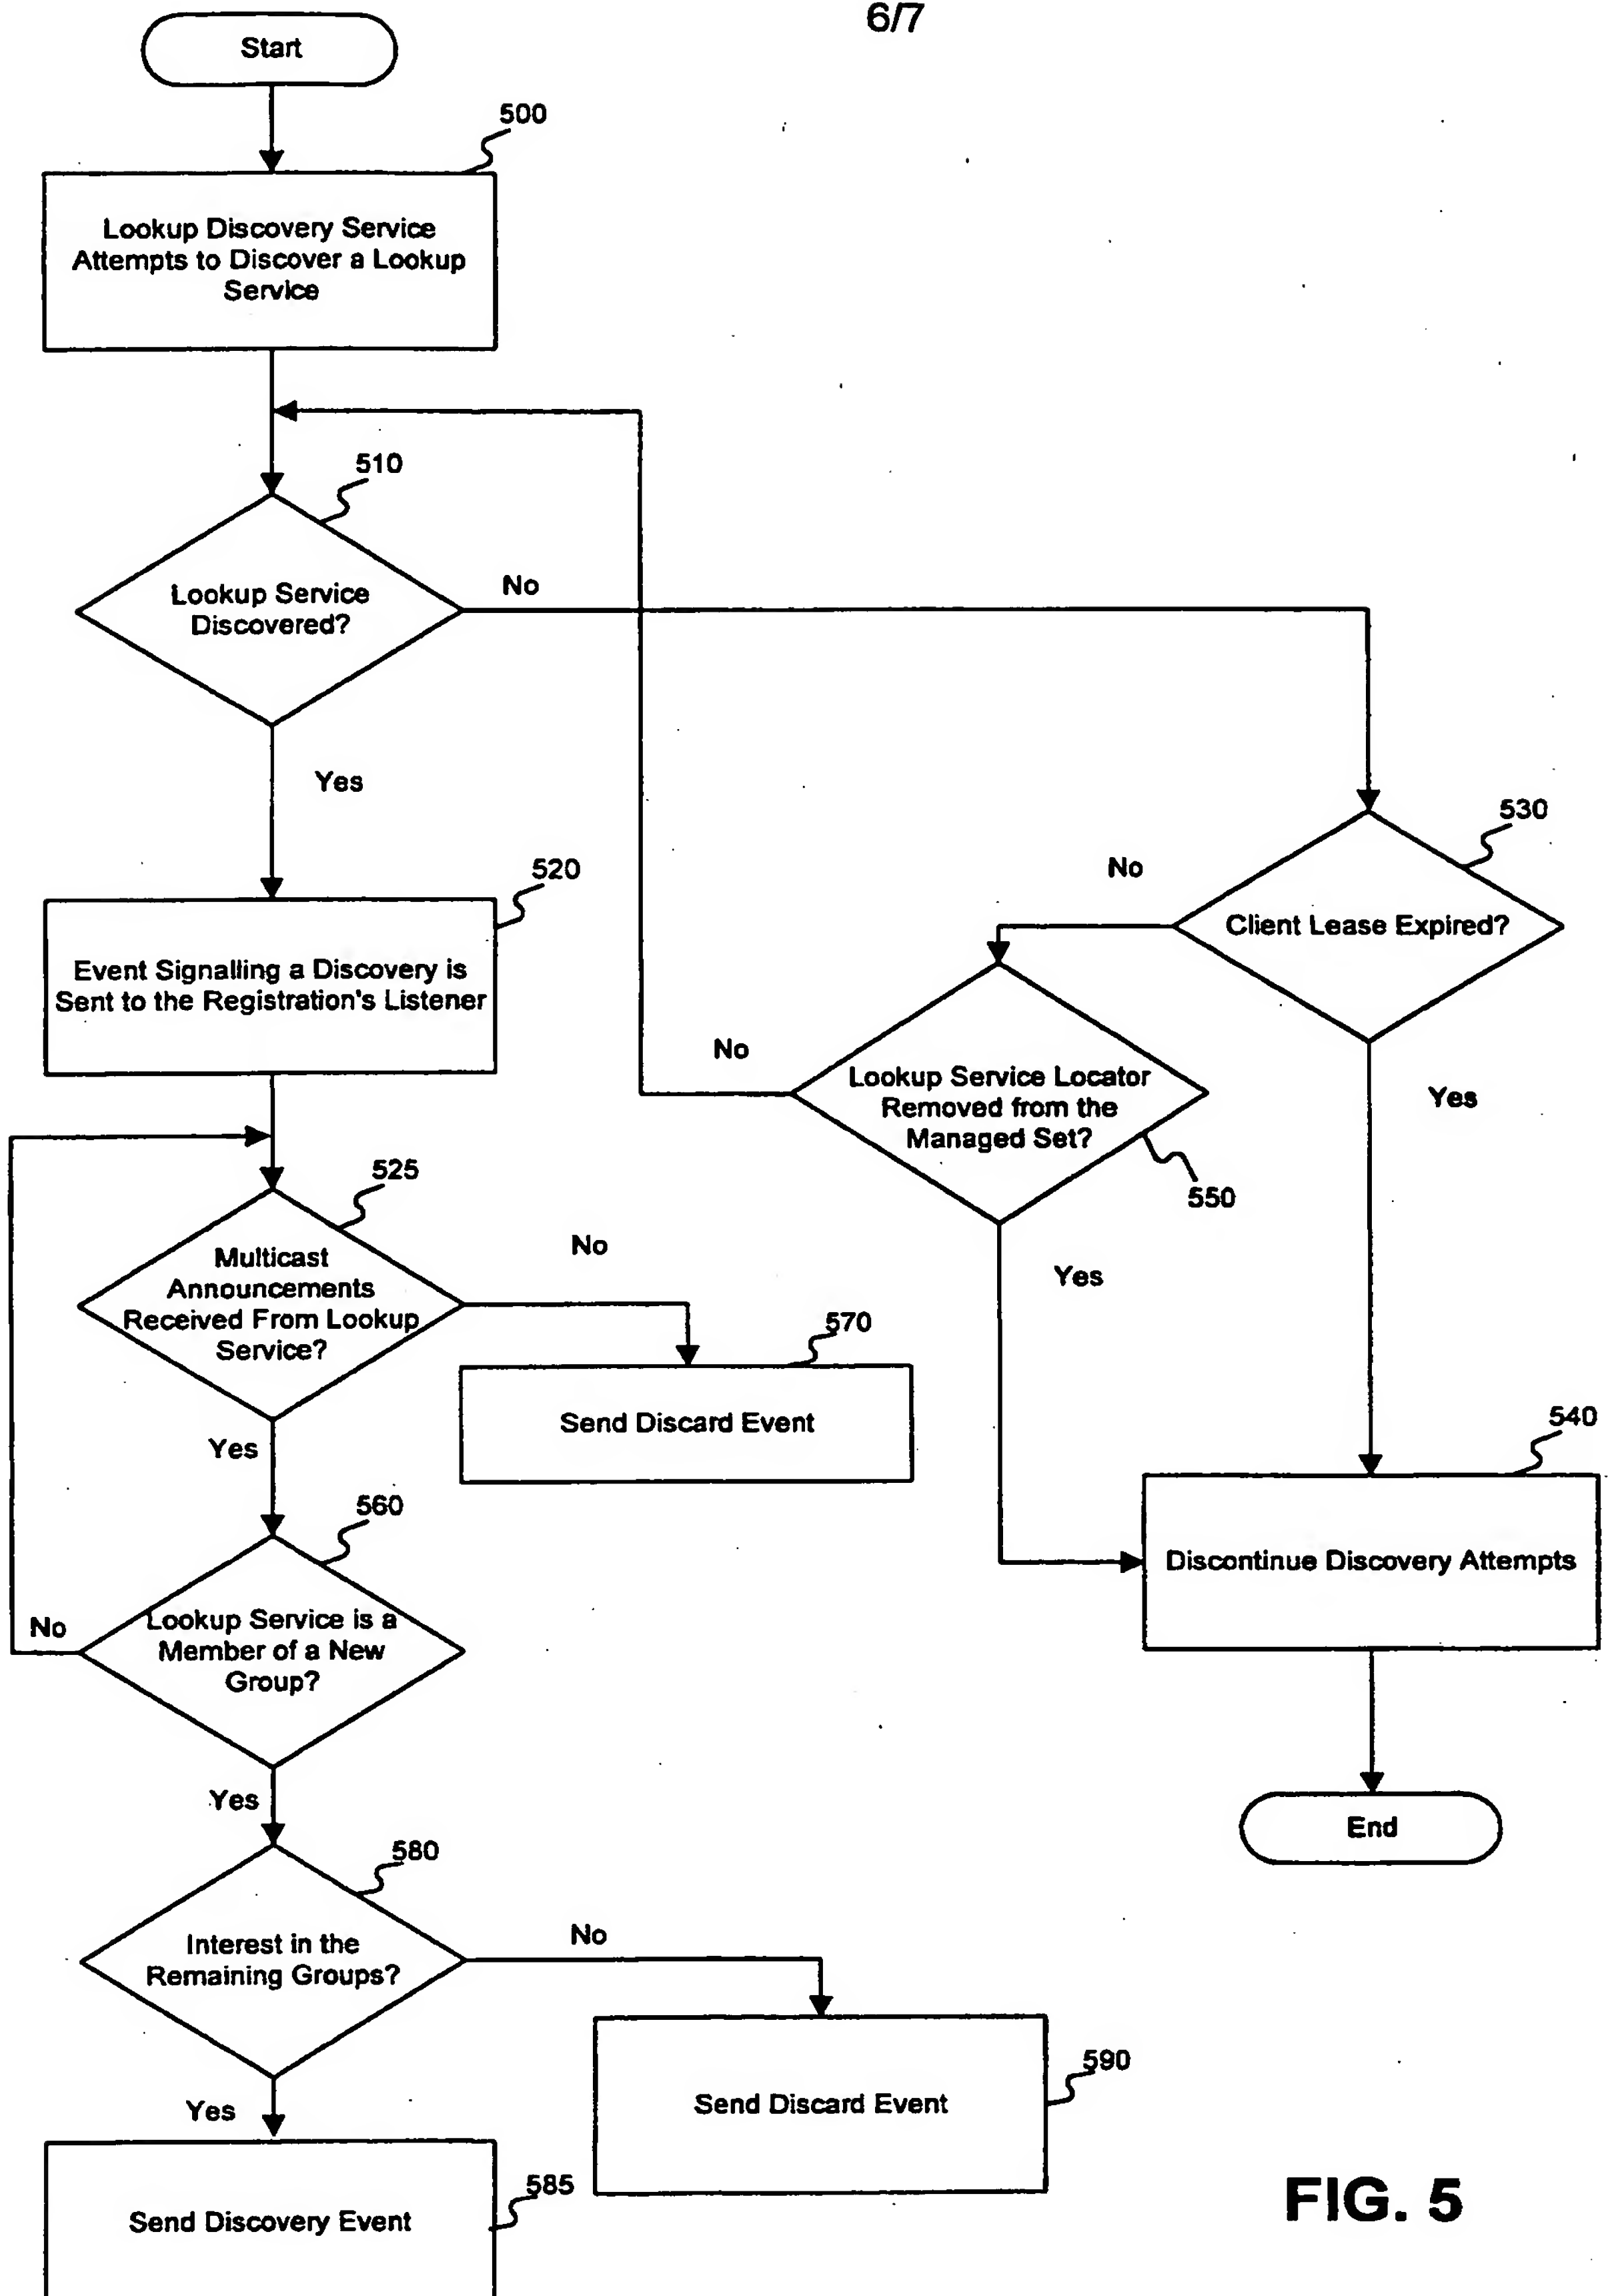 6/7
Start
500
Lookup Discovery Service
Attempts to Discover a Lookup
Service
510
Lookup Service
Discovered?
No
Yes
530
Client Lease Expired?
No
Yes
520
Event Signalling a Discovery is
Sent to the Registration's Listener
No
Lookup Service Locator
Removed from the
Managed Set?
550
Yes
525
Multicast
Announcements
Received From Lookup
Service?
No
570
Send Discard Event
Yes
540
Discontinue Discovery Attempts
560
Lookup Service is a
Member of a New
Group?
No
Yes
End
580
Interest in the
Remaining Groups?
No
590
Send Discard Event
Yes
585
Send Discovery Event
FIG. 5